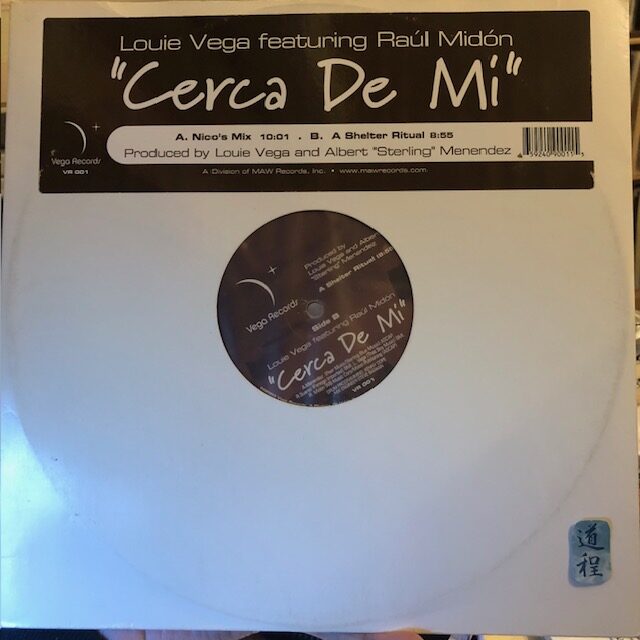 Louie Vega featuring Raúl Midón
"Cerca De Mi"
A. Nico's Mix 10:01 . B. A Shelter Ritual 8:55
Produced by Louie Vega and Albert "Sterling" Menendez
Vega Records
VR 001
A Division of MAW Records, Inc. • www.mawrecords.com
Produced by
Louie Vega and
"Sterling" Menendez
A Shelter Ritual
Vega Records
Side B
Louie Vega featuring Raúl Midón
"Cerca De Mi"
VR 001
道
程